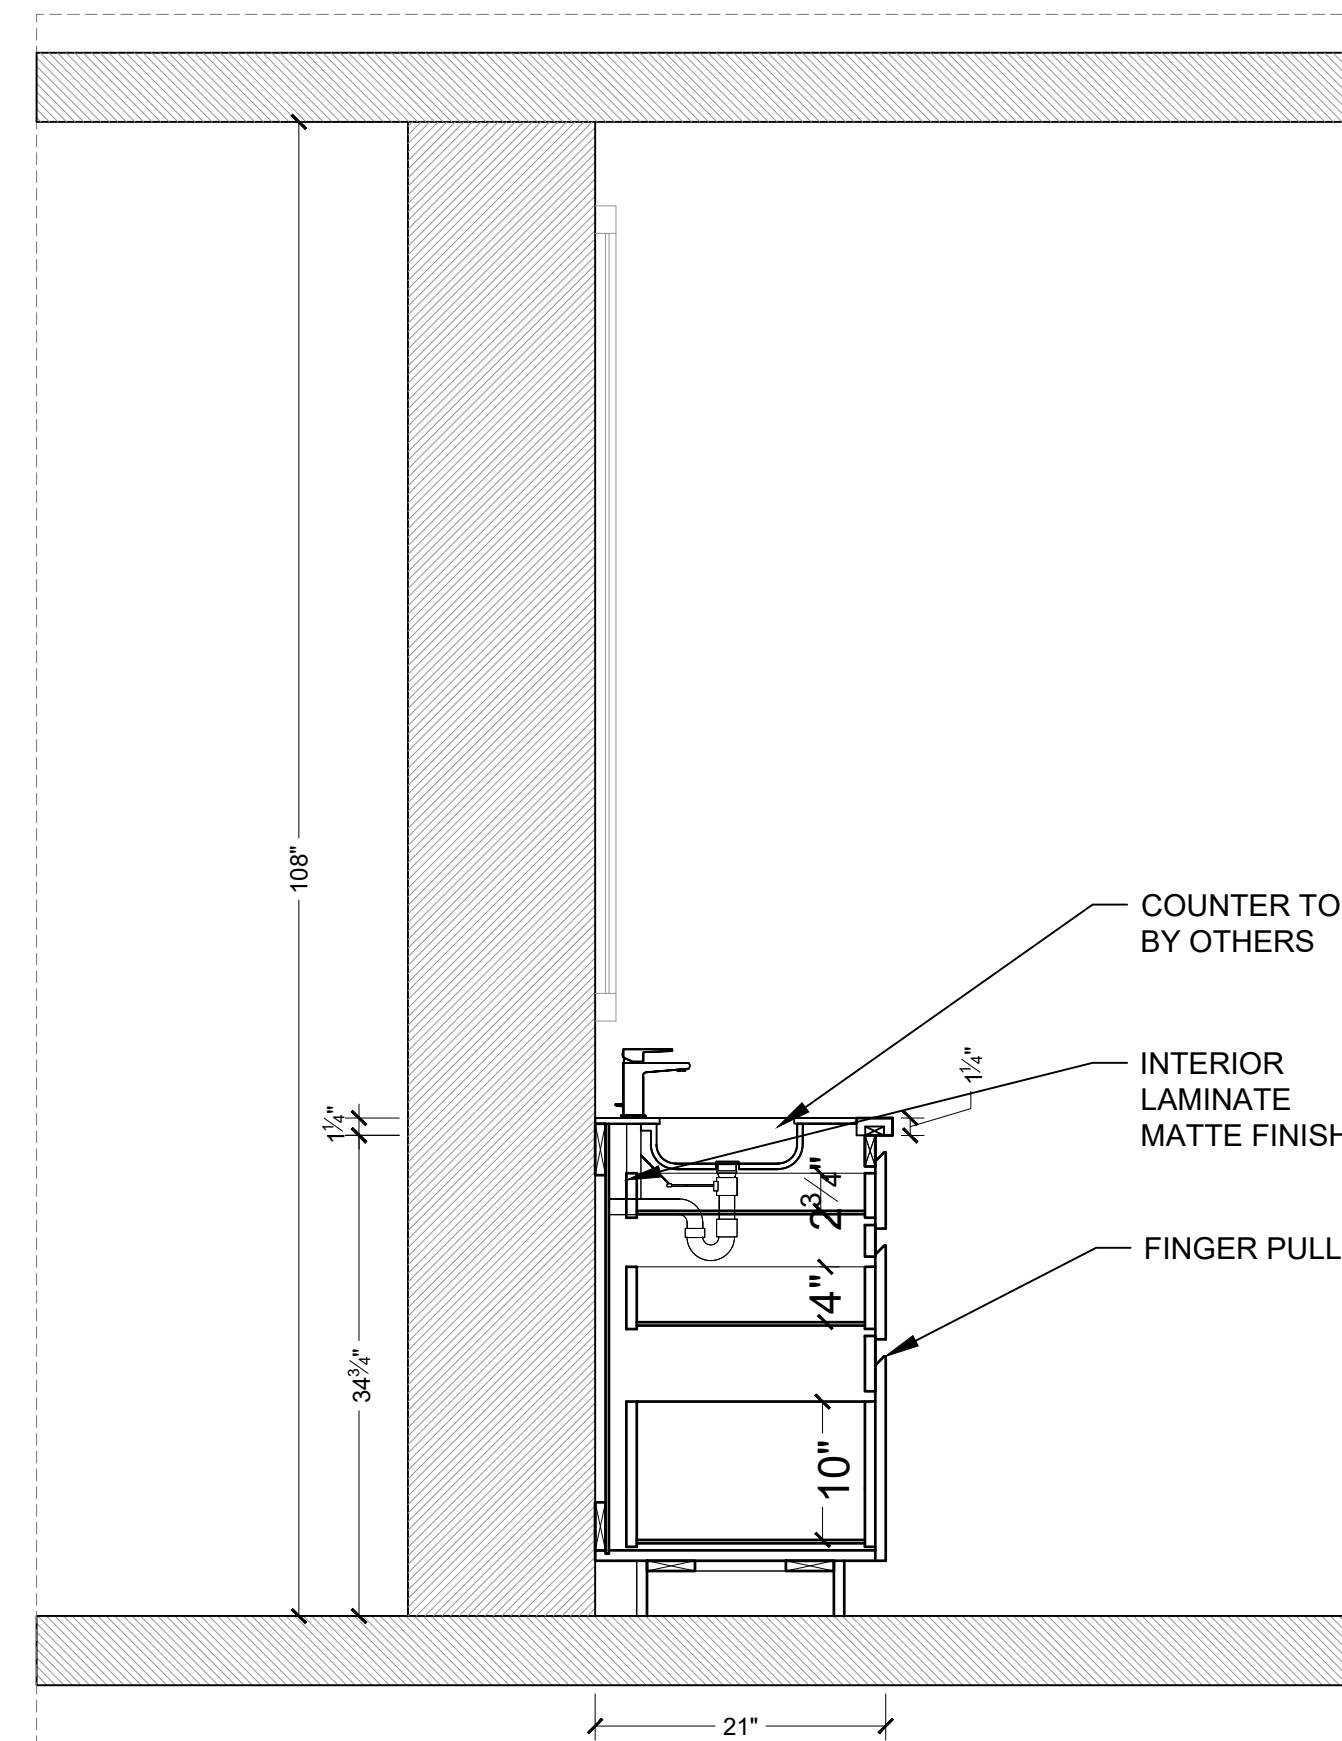 108"
COUNTER TO
BY OTHERS
1¼"
INTERIOR
LAMINATE
MATTE FINISH
1¼"
2¾"
FINGER PULL
4"
34¾"
10"
21"